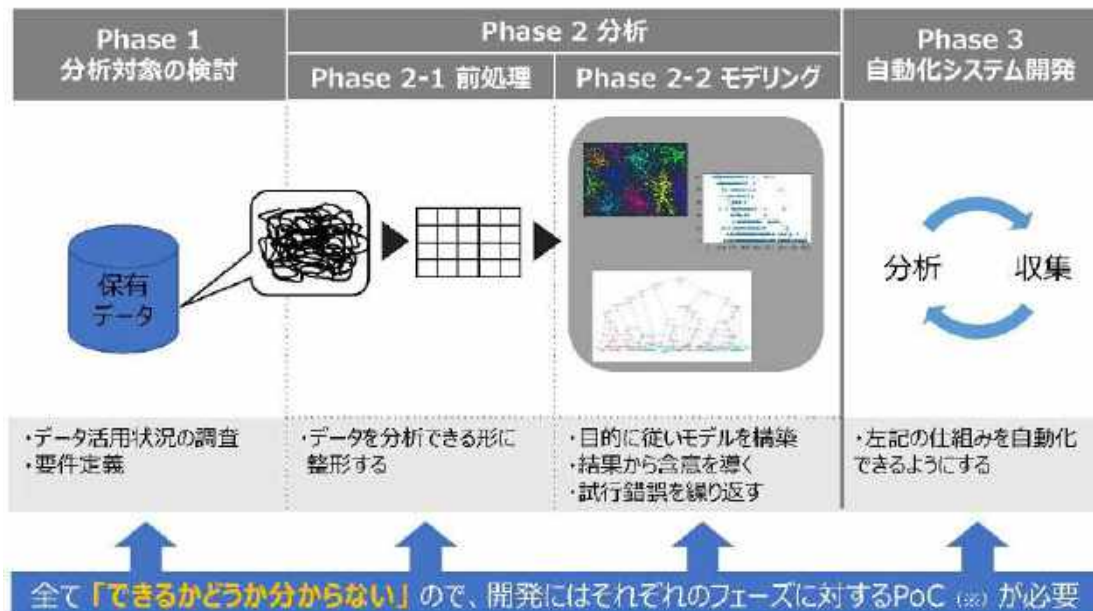 Phase 1
分析対象の検討
Phase 2 分析
Phase 2-1 前処理
Phase 2-2 モデリング
Phase 3
自動化システム開発
保有
データ
分析
収集
・データ活用状況の調査
・要件定義
・データを分析できる形に
整形する
・目的に従いモデルを構築
・結果から含意を導く
・試行錯誤を繰り返す
・左記の仕組みを自動化
できるようにする
全て「できるかどうか分からない」ので、開発にはそれぞれのフェーズに対するPoC (※) が必要